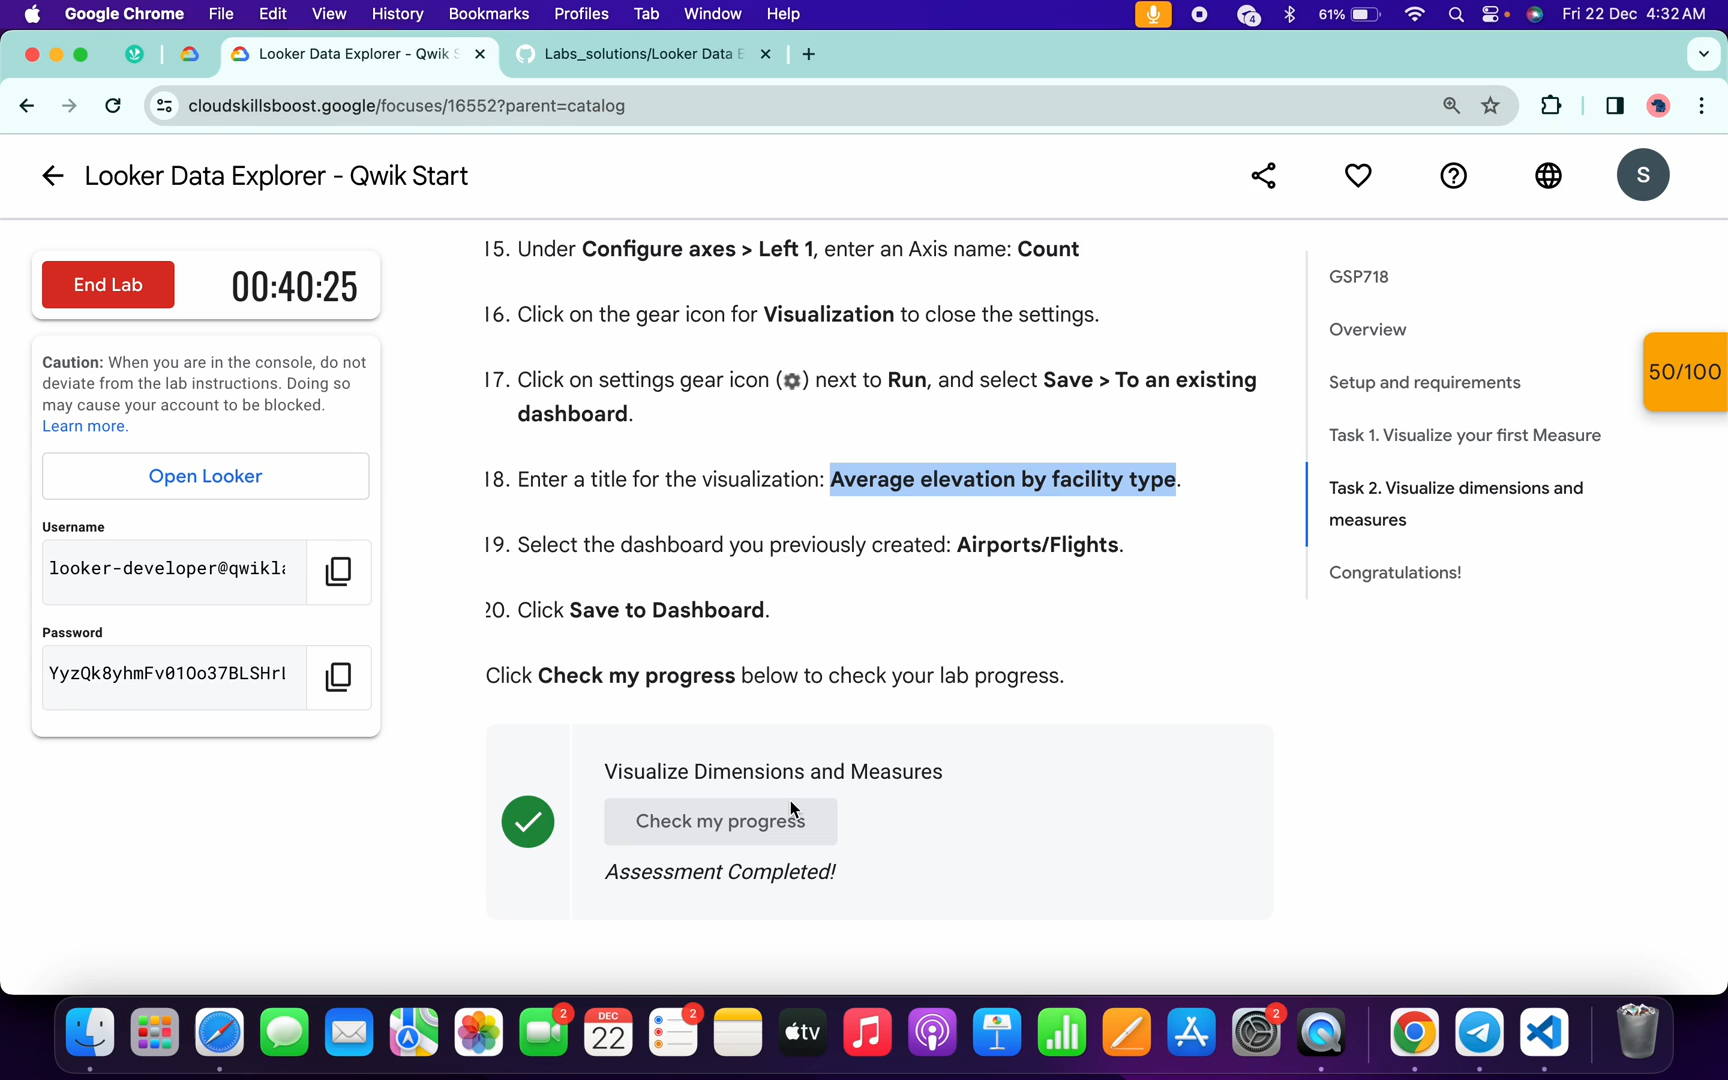 Google Chrome File Edit View History Bookmarks Profiles Tab Window Help 4 61% Fri 22 Dec 4:32 AM
Looker Data Explorer - Qwik S
Labs_solutions/Looker Data E
cloudskillsboost.google/focuses/16552?parent=catalog
Looker Data Explorer - Qwik Start
S
End Lab
00:40:25
Caution: When you are in the console, do not
deviate from the lab instructions. Doing so
may cause your account to be blocked.
Learn more.
Open Looker
Username
looker-developer@qwikla
Password
YyzQk8yhmFv01Oo37BLSHrL
15. Under Configure axes > Left 1, enter an Axis name: Count
16. Click on the gear icon for Visualization to close the settings.
17. Click on settings gear icon () next to Run, and select Save > To an existing
dashboard.
18. Enter a title for the visualization: Average elevation by facility type.
19. Select the dashboard you previously created: Airports/Flights.
20. Click Save to Dashboard.
Click Check my progress below to check your lab progress.
Visualize Dimensions and Measures
Check my progress
Assessment Completed!
GSP718
Overview
Setup and requirements
Task 1. Visualize your first Measure
Task 2. Visualize dimensions and
measures
Congratulations!
50/100
2
DEC
22
2
tv
2